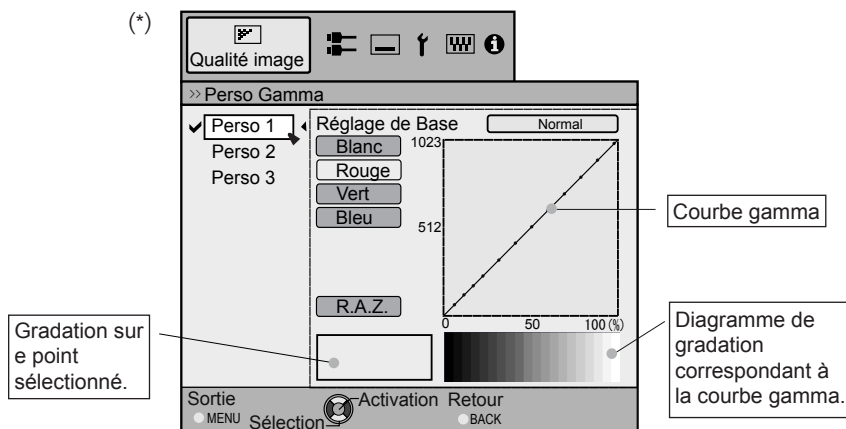 (*)
Qualité image
>> Perso Gamma
Perso 1
Perso 2
Perso 3
Réglage de Base
Normal
Blanc
Rouge
Vert
Bleu
R.A.Z.
1023
512
0 50 100 (%)
Courbe gamma
Gradation sur
e point
sélectionné.
Diagramme de
gradation
correspondant à
la courbe gamma.
Sortie
MENU
Sélection
Activation
Retour
BACK